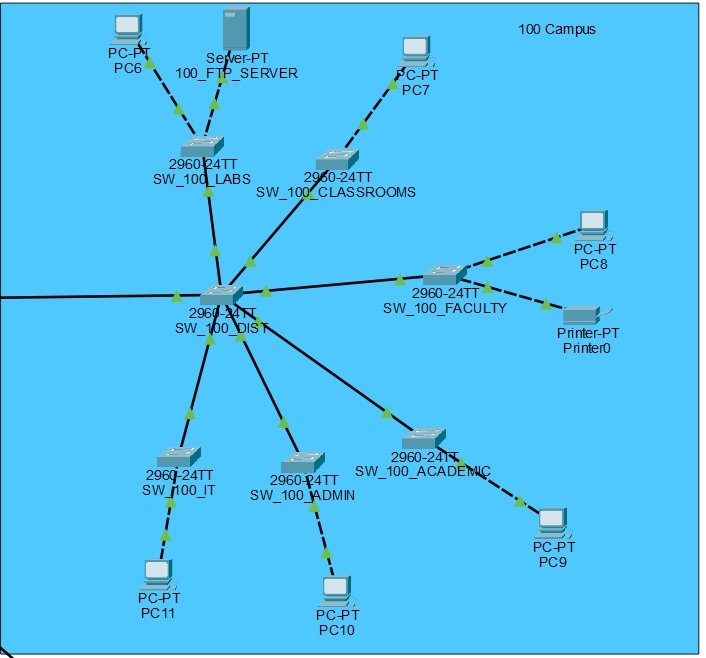 100 Campus
PC-PT
PC6
Server-PT
100_FTP_SERVER
PC-PT
PC7
2960-24TT
SW_100_LABS
2960-24TT
SW_100_CLASSROOMS
PC-PT
PC8
2960-24TT
SW_100_FACULTY
2960-24TT
SW_100_DIST
Printer-PT
Printer0
2960-24TT
SW_100_IT
2960-24TT
SW_100_ADMIN
2960-24TT
SW_100_ACADEMIC
PC-PT
PC9
PC-PT
PC11
PC-PT
PC10